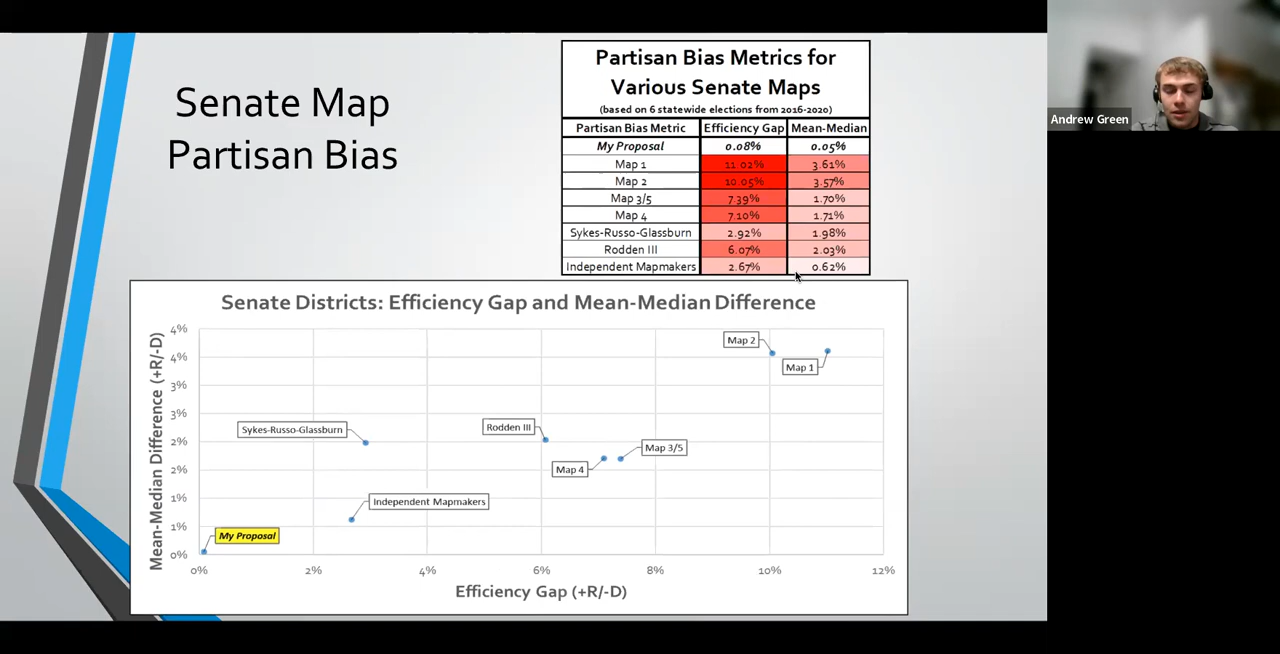 Senate Map
Partisan Bias
Partisan Bias Metrics for
Various Senate Maps
(based on 6 statewide elections from 2016-2020)
Partisan Bias Metric Efficiency Gap Mean-Median
My Proposal 0.08% 0.05%
Map 1 11.02% 3.61%
Map 2 10.05% 3.57%
Map 3/5 7.39% 1.70%
Map 4 7.10% 1.71%
Sykes-Russo-Glassburn 2.92% 1.98%
Rodden III 6.07% 2.03%
Independent Mapmakers 2.67% 0.62%
Andrew Green
Senate Districts: Efficiency Gap and Mean-Median Difference
Mean-Median Difference (+R/-D)
4%
4%
3%
3%
2%
2%
1%
1%
0%
Map 2
Map 1
Sykes-Russo-Glassburn
Rodden III
Map 3/5
Map 4
Independent Mapmakers
My Proposal
0% 2% 4% 6% 8% 10% 12%
Efficiency Gap (+R/-D)